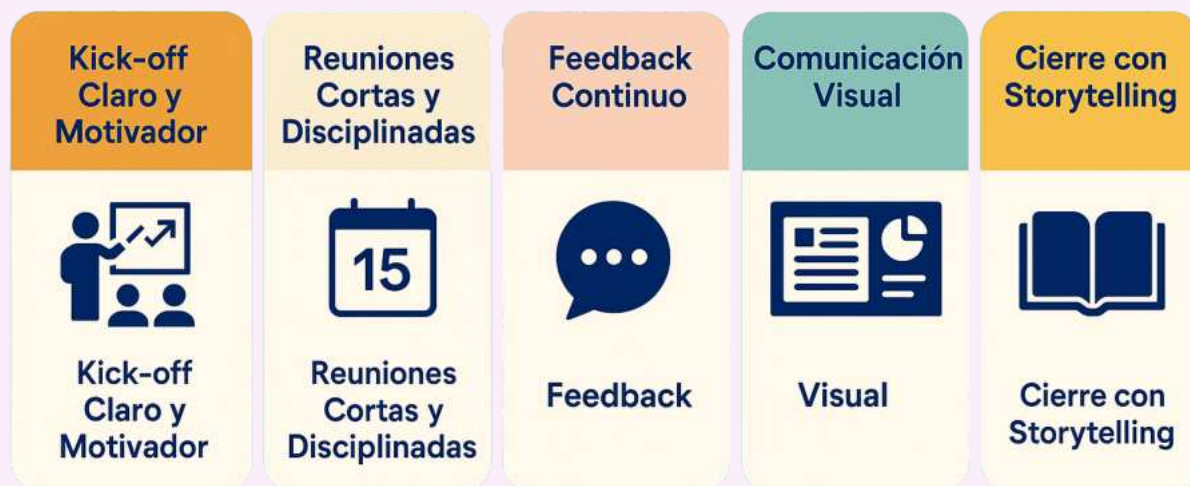 Kick-off
Claro y
Motivador
Reuniones
Cortas y
Disciplinadas
Feedback
Continuo
Comunicación
Visual
Cierre con
Storytelling
15
Kick-off
Claro y
Motivador
Reuniones
Cortas y
Disciplinadas
Feedback
Visual
Cierre con
Storytelling